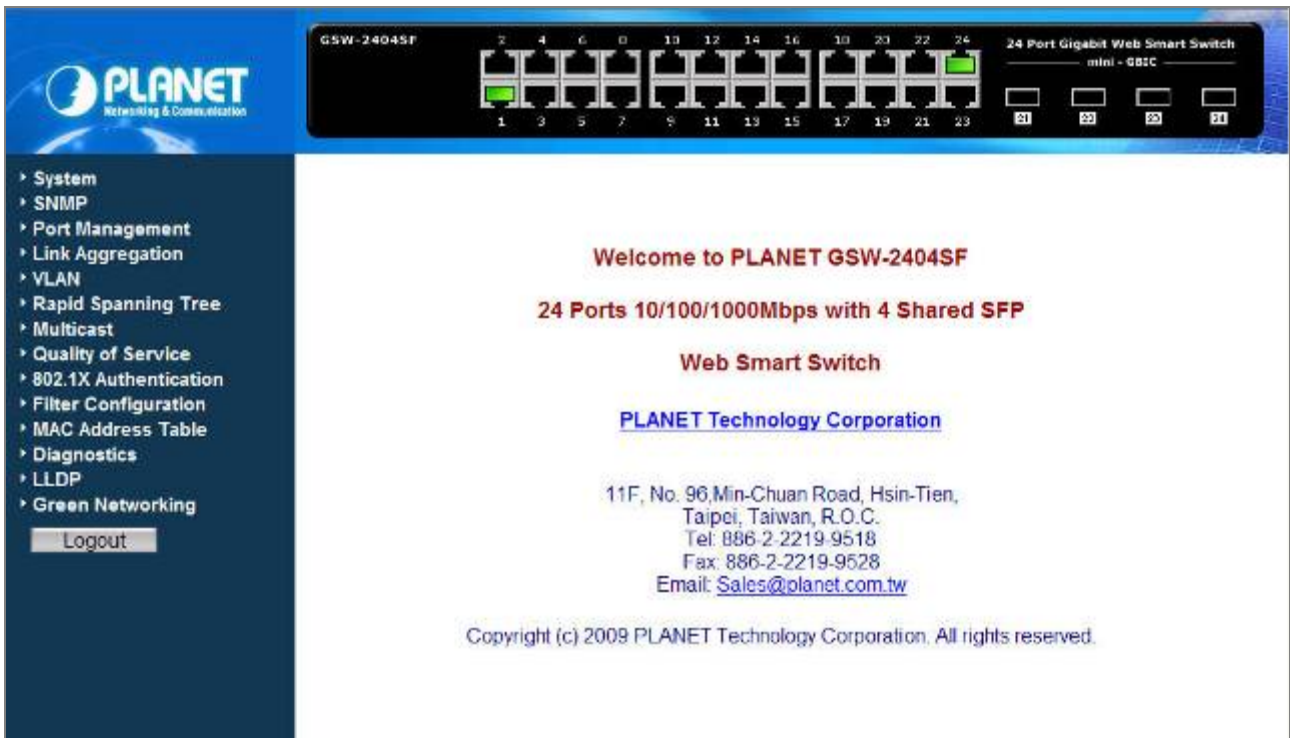 PLANET
Networking & Communication
GSW-2404SF
2 4 6 8 10 12 14 16 18 20 22 24
1 3 5 7 9 11 13 15 17 19 21 23
24 Port Gigabit Web Smart Switch
mini - GBIC
21 22 23 24
System
SNMP
Port Management
Link Aggregation
VLAN
Rapid Spanning Tree
Multicast
Quality of Service
802.1X Authentication
Filter Configuration
MAC Address Table
Diagnostics
LLDP
Green Networking
Logout
Welcome to PLANET GSW-2404SF
24 Ports 10/100/1000Mbps with 4 Shared SFP
Web Smart Switch
PLANET Technology Corporation
11F, No. 96,Min-Chuan Road, Hsin-Tien,
Taipei, Taiwan, R.O.C.
Tel: 886-2-2219-9518
Fax: 886-2-2219-9528
Email: Sales@planet.com.tw
Copyright (c) 2009 PLANET Technology Corporation. All rights reserved.